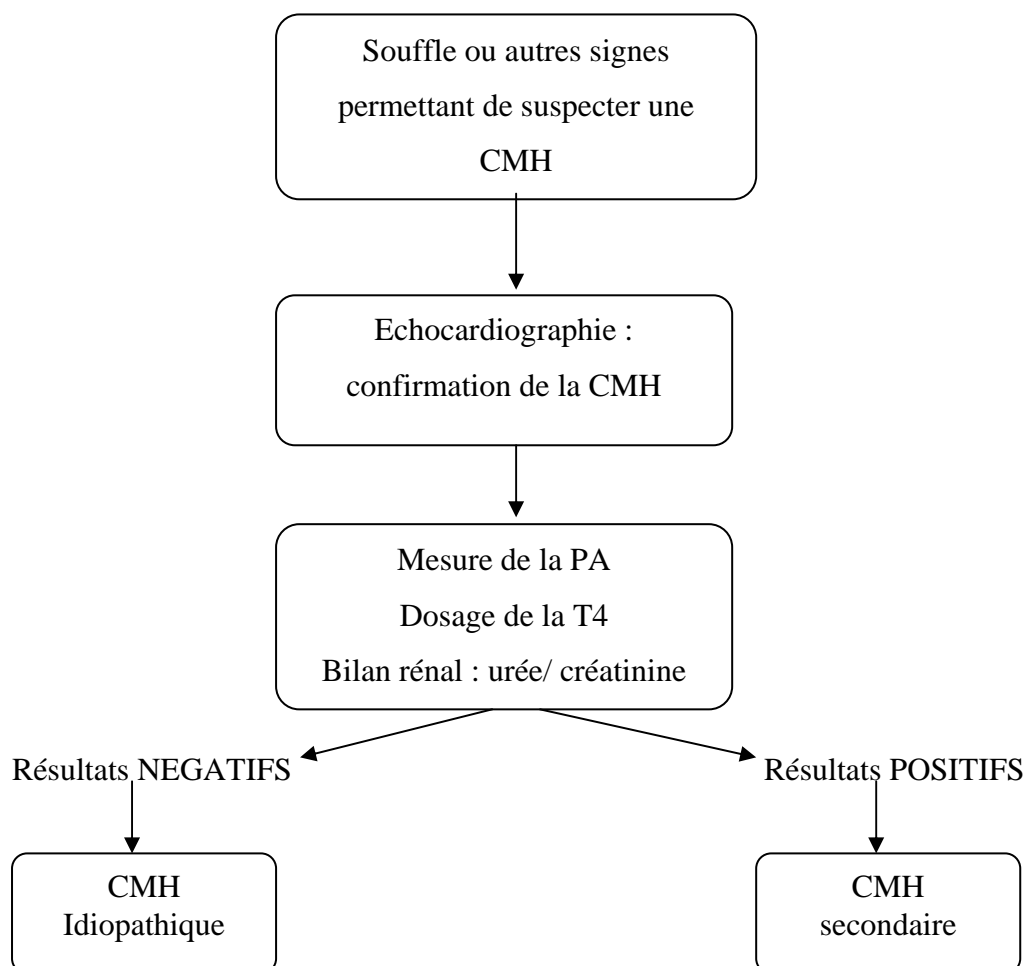 Souffle ou autres signes
permettant de suspecter une
CMH
Echocardiographie :
confirmation de la CMH
Mesure de la PA
Dosage de la T4
Bilan rénal : urée/ créatinine
Résultats NEGATIFS
Résultats POSITIFS
CMH
Idiopathique
CMH
secondaire